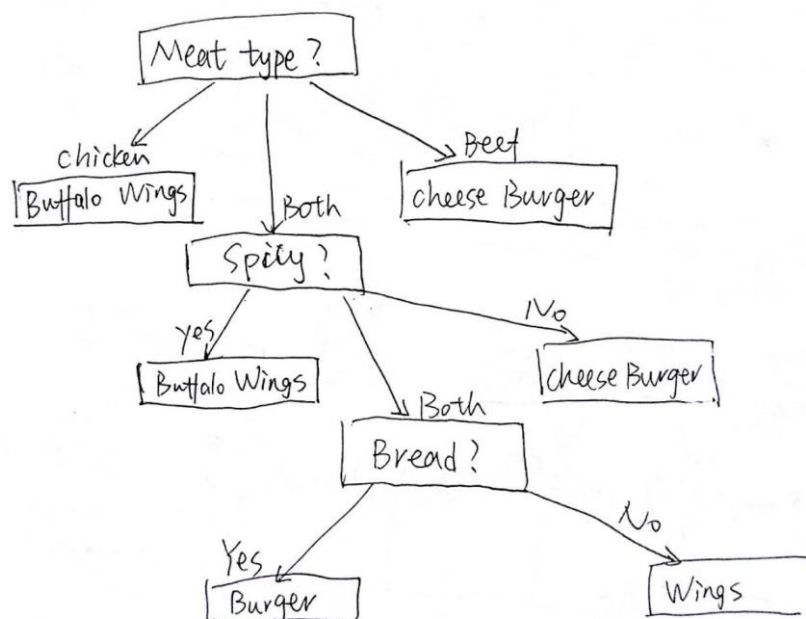 Meat type?
chicken
Beef
Buffalo Wings
cheese Burger
Both
Spicy?
Yes
No
Buffalo Wings
cheese Burger
Both
Bread?
Yes
No
Burger
Wings